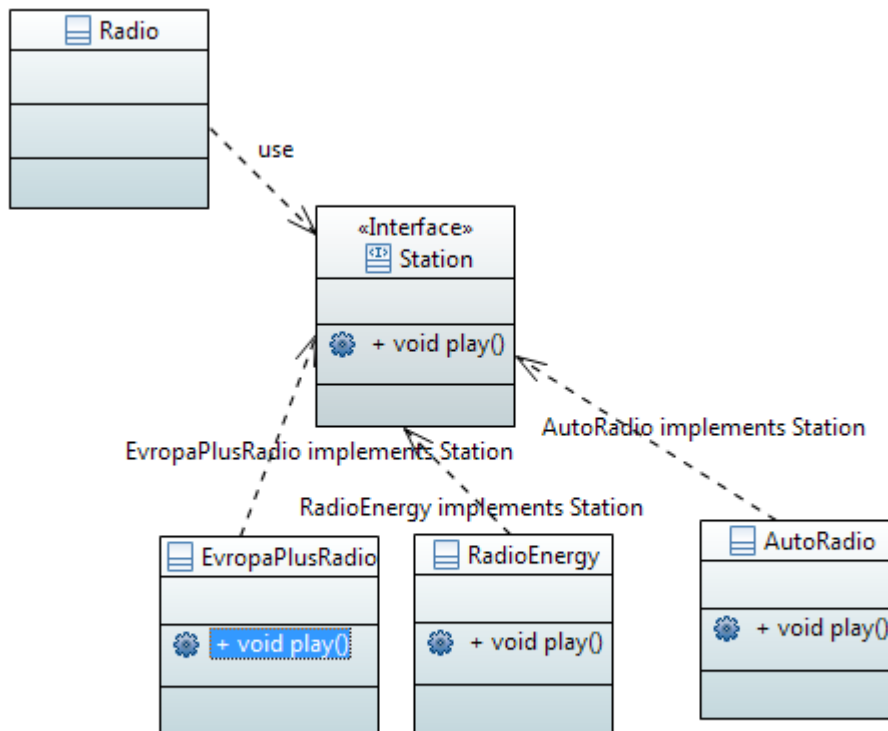 Radio
use
«Interface»
Station
+ void play()
AutoRadio implements Station
EvropaPlusRadio implements Station
RadioEnergy implements Station
EvropaPlusRadio
RadioEnergy
AutoRadio
+ void play()
+ void play()
+ void play()